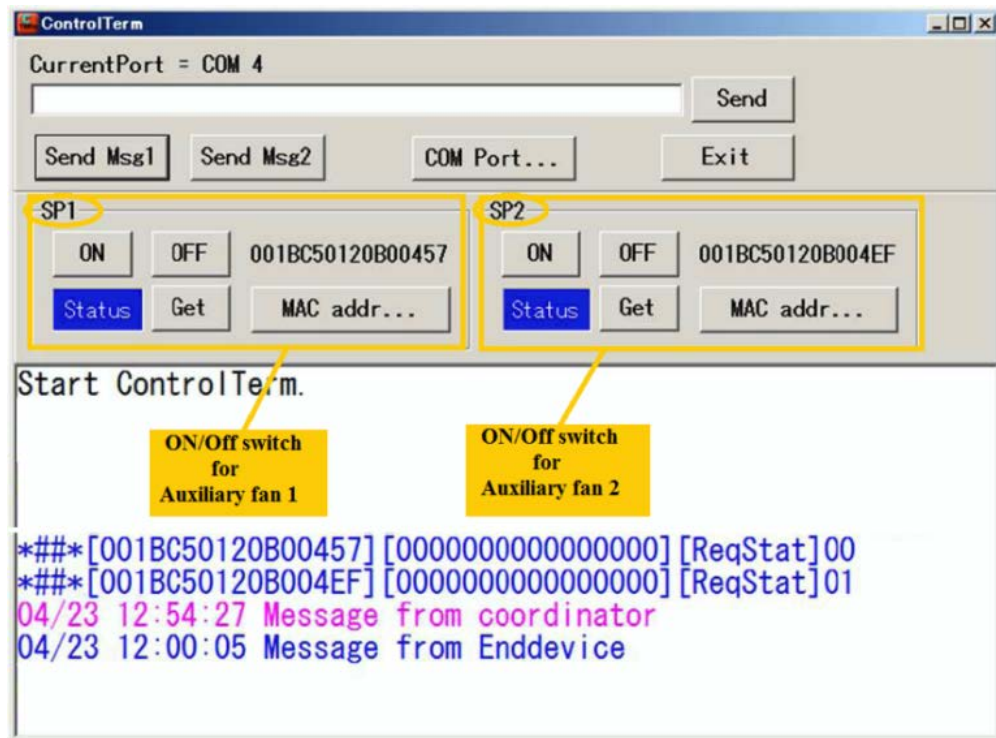 ControlTerm
CurrentPort = COM 4
Send
Send Msg1 Send Msg2 COM Port... Exit
SP1 SP2
ON OFF 001BC50120B00457 ON OFF 001BC50120B004EF
Status Get MAC addr... Status Get MAC addr...
Start ControlTerm.
ON/Off switch
for
Auxiliary fan 1
ON/Off switch
for
Auxiliary fan 2
*##*[001BC50120B00457][0000000000000000][ReqStat]00
*##*[001BC50120B004EF][0000000000000000][ReqStat]01
04/23 12:54:27 Message from coordinator
04/23 12:00:05 Message from Enddevice